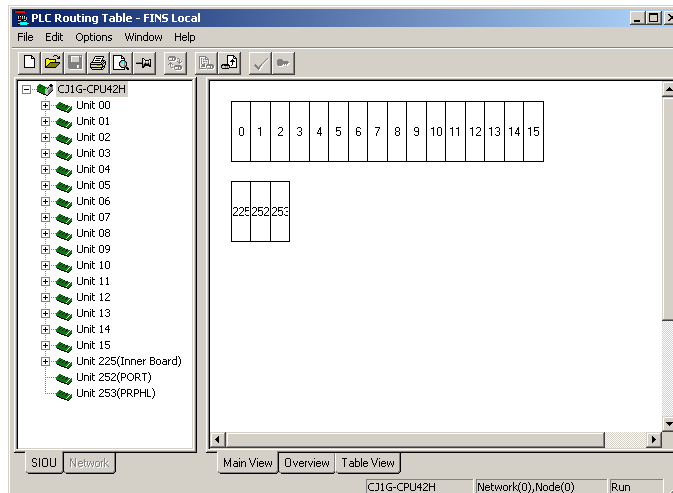 PLC Routing Table - FINS Local
File Edit Options Window Help
CJ1G-CPU42H
Unit 00
Unit 01
Unit 02
Unit 03
Unit 04
Unit 05
Unit 06
Unit 07
Unit 08
Unit 09
Unit 10
Unit 11
Unit 12
Unit 13
Unit 14
Unit 15
Unit 225(Inner Board)
Unit 252(PORT)
Unit 253(PRPHL)
0 1 2 3 4 5 6 7 8 9 10 11 12 13 14 15
225 252 253
SIOU Network
Main View Overview Table View
CJ1G-CPU42H Network(0),Node(0) Run